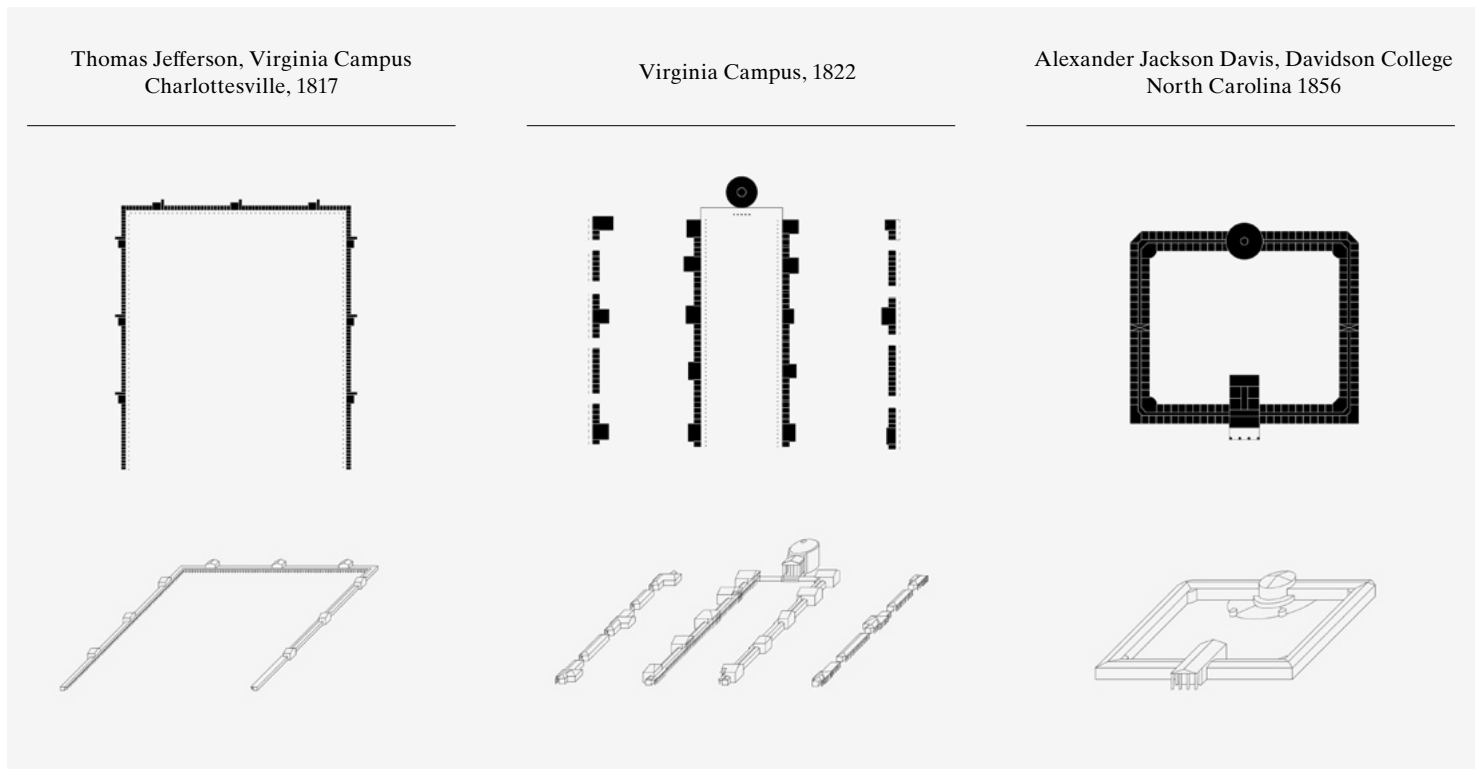 Thomas Jefferson, Virginia Campus
Charlottesville, 1817
Virginia Campus, 1822
Alexander Jackson Davis, Davidson College
North Carolina 1856